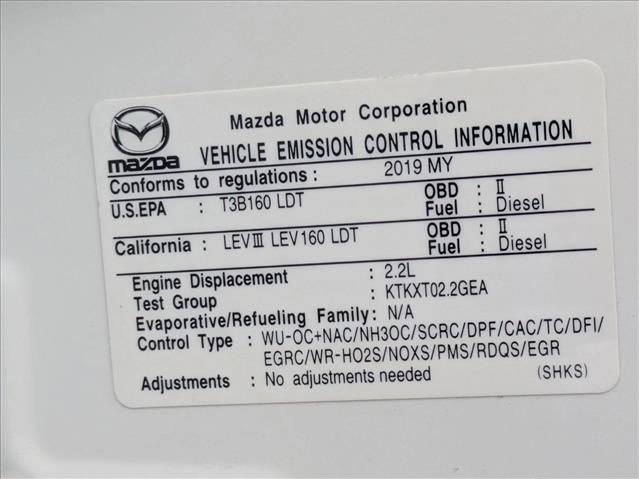 Mazda Motor Corporation
mazda VEHICLE EMISSION CONTROL INFORMATION
Conforms to regulations : 2019 MY
U.S.EPA : T3B160 LDT OBD : II
Fuel : Diesel
California : LEVIII LEV160 LDT OBD : II
Fuel : Diesel
Engine Displacement : 2.2L
Test Group : KTKXT02.2GEA
Evaporative/Refueling Family: N/A
Control Type : WU-OC+NAC/NH3OC/SCRC/DPF/CAC/TC/DFI/
EGRC/WR-HO2S/NOXS/PMS/RDQS/EGR
Adjustments : No adjustments needed (SHKS)